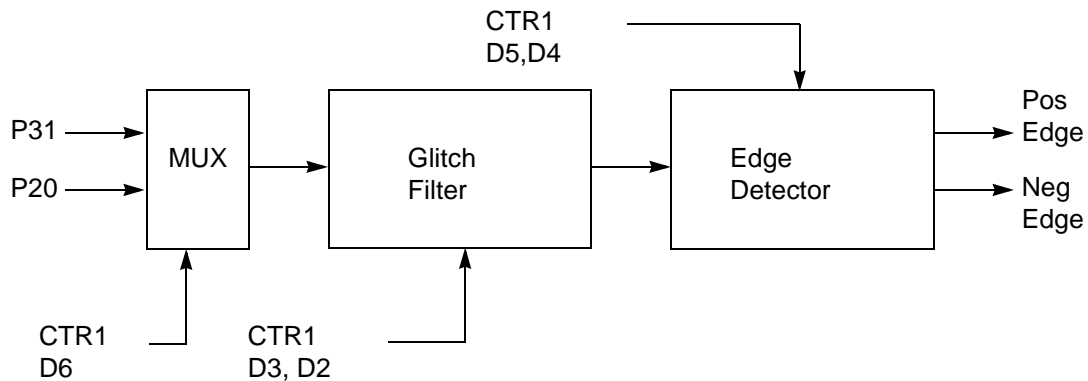 CTR1
D5,D4
P31
P20
MUX
Glitch
Filter
Edge
Detector
Pos
Edge
Neg
Edge
CTR1
D6
CTR1
D3, D2